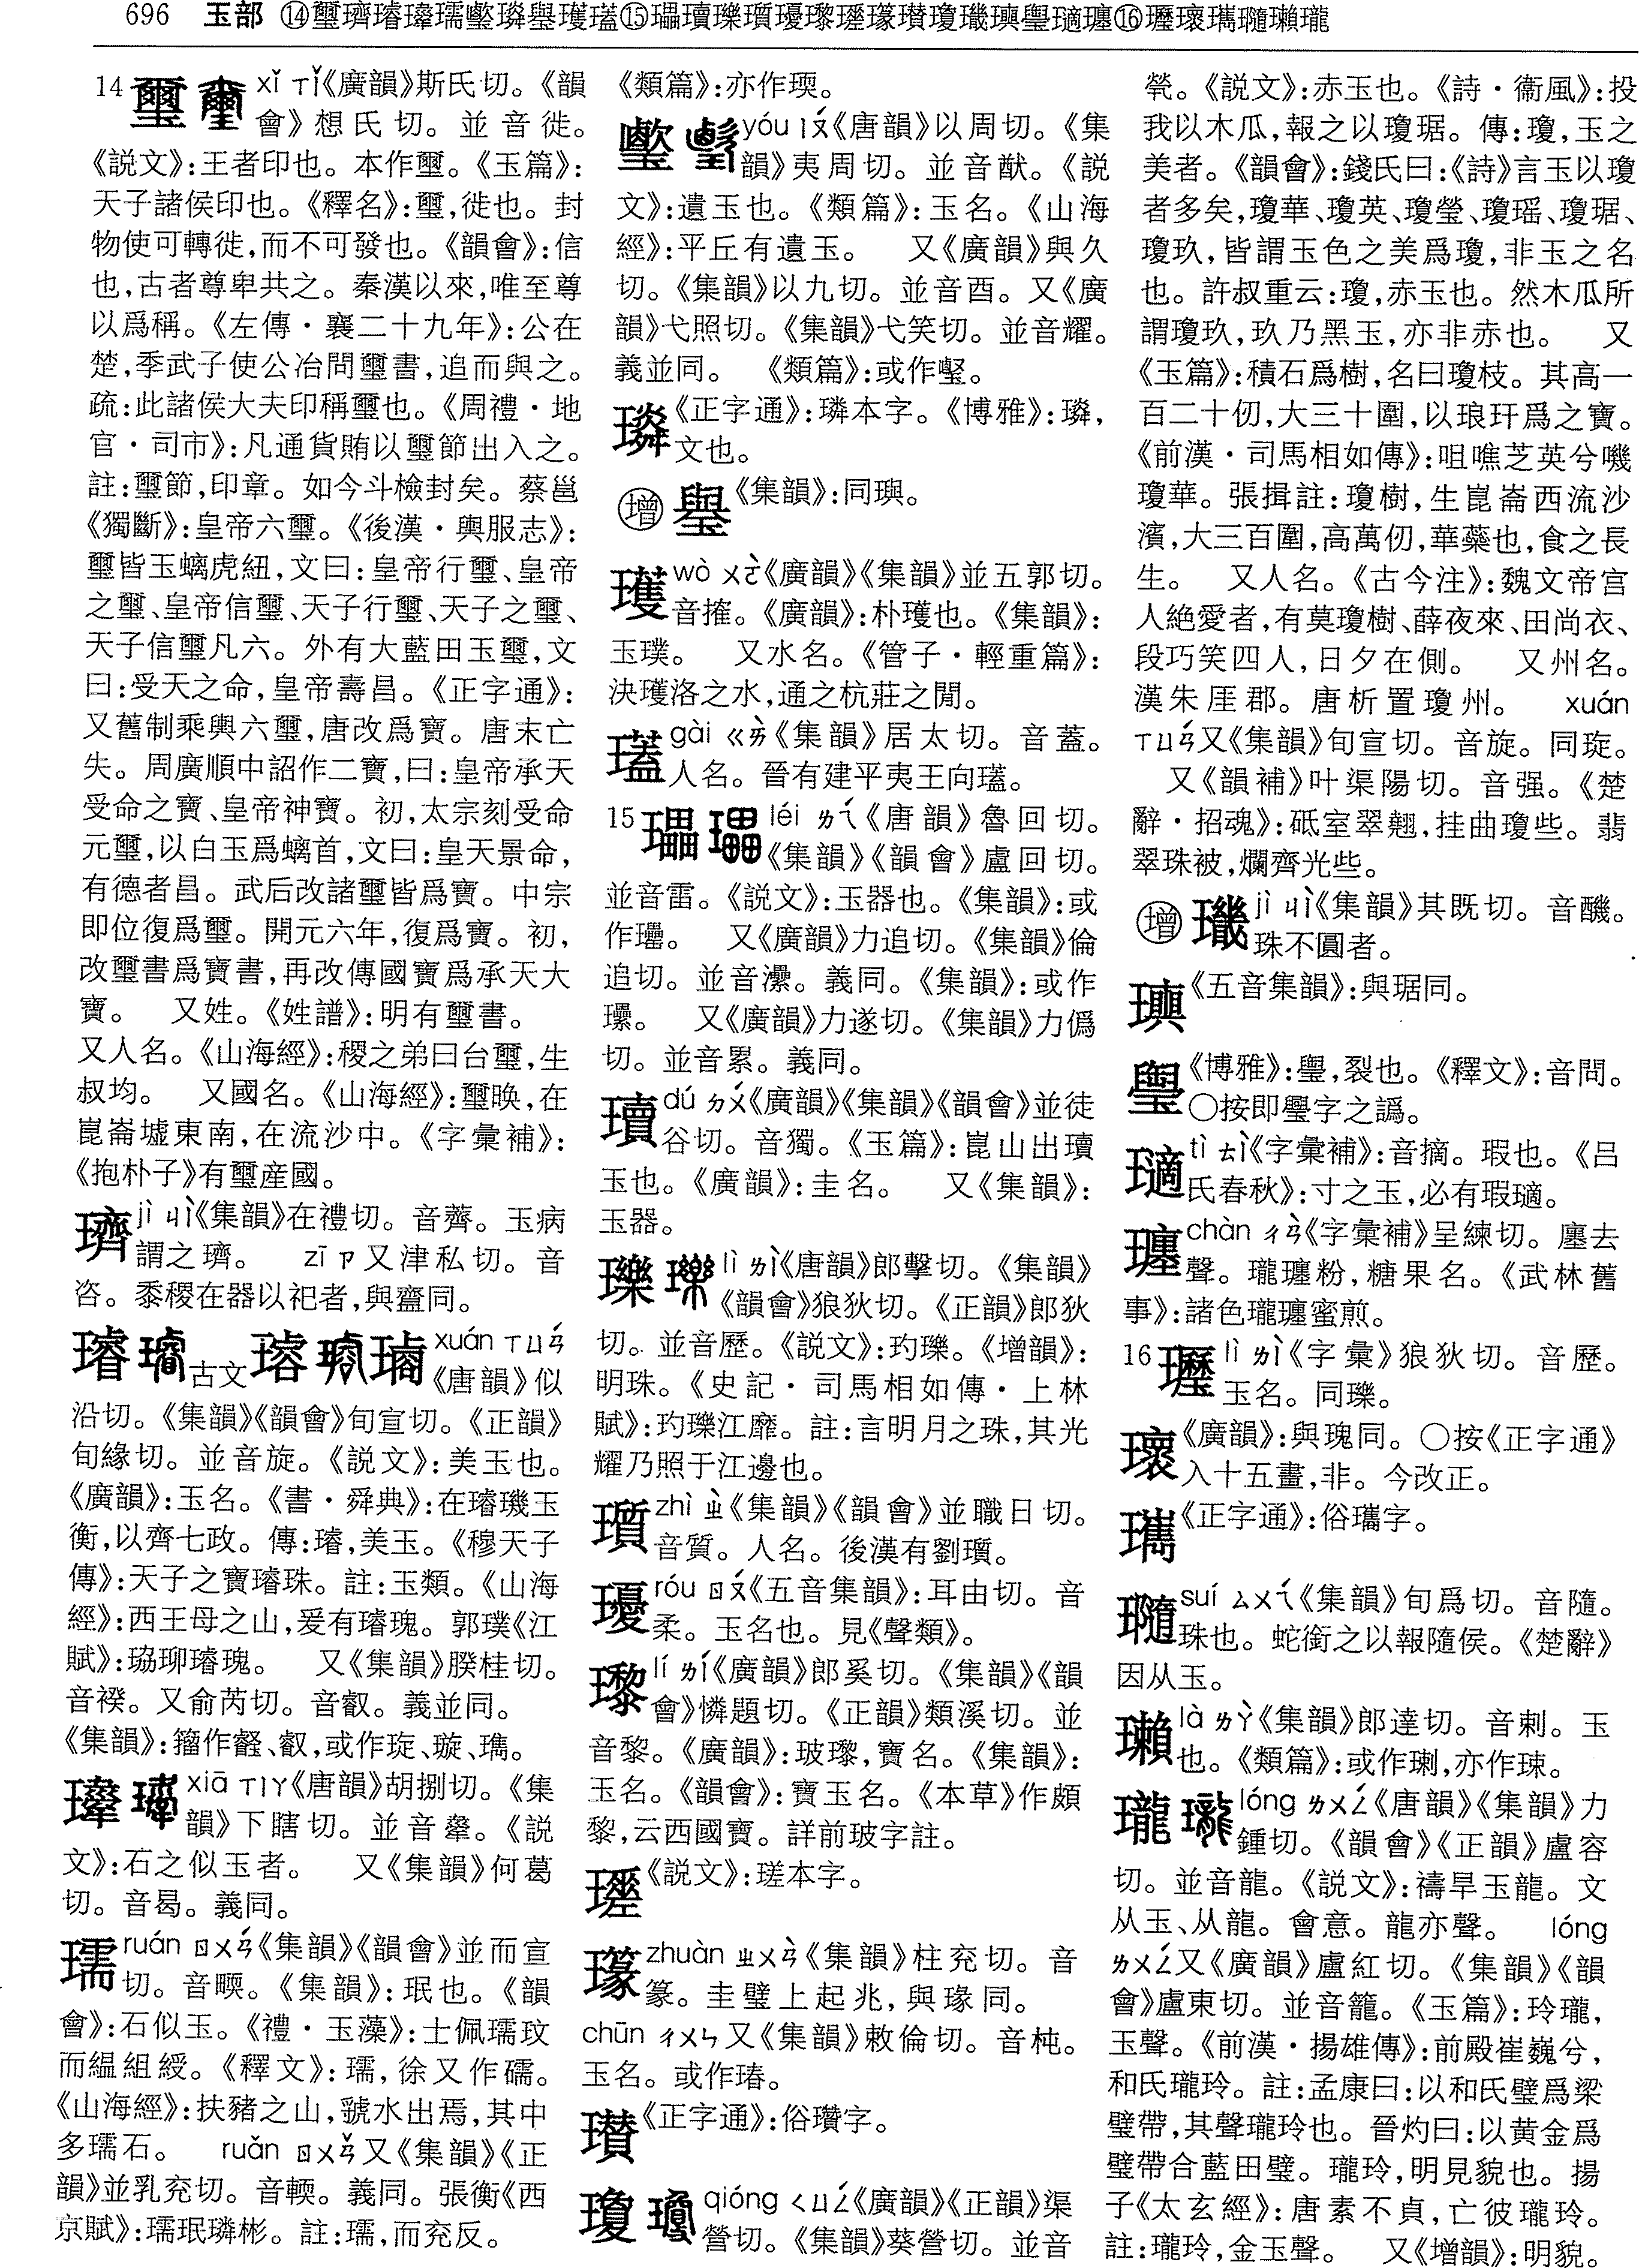 696 玉部 ⑭璽璾璿瓁瓀璺璘璵瓁瓂⑮瓃瓄瓅瓆瓇瓈瑬瑑瓉瓊璣璵璺瓋瓍⑯瓑瓌瓗瓍瓎瓏
14 璽 xǐ ㄒㄧˇ《廣韻》斯氏切。《韻
會》想氏切。並音徙。
《説文》:王者印也。本作壐。《玉篇》:
天子諸侯印也。《釋名》:璽,徙也。封
物使可轉徙,而不可發也。《韻會》:信
也,古者尊卑共之。秦漢以來,唯至尊
以爲稱。《左傳·襄二十九年》:公在
楚,季武子使公冶問璽書,追而與之。
疏:此諸侯大夫印稱璽也。《周禮·地
官·司市》:凡通貨賄以璽節出入之。
註:璽節,印章。如今斗檢封矣。蔡邕
《獨斷》:皇帝六璽。《後漢·輿服志》:
璽皆玉螭虎紐,文曰:皇帝行璽、皇帝
之璽、皇帝信璽、天子行璽、天子之璽、
天子信璽凡六。外有大藍田玉璽,文
曰:受天之命,皇帝壽昌。《正字通》:
又舊制乘輿六璽,唐改爲寶。唐末亡
失。周廣順中詔作二寶,曰:皇帝承天
受命之寶、皇帝神寶。初,太宗刻受命
元璽,以白玉爲螭首,文曰:皇天景命,
有德者昌。武后改諸璽皆爲寶。中宗
即位復爲璽。開元六年,復爲寶。初,
改璽書爲寶書,再改傳國寶爲承天大
寶。 又姓。《姓譜》:明有璽書。
又人名。《山海經》:稷之弟曰台璽,生
叔均。 又國名。《山海經》:璽㬇,在
崑崙墟東南,在流沙中。《字彙補》:
《抱朴子》有璽産國。
璾 jì ㄐㄧˋ《集韻》在禮切。音薺。玉病
謂之璾。 zī ㄗ 又津私切。音
咨。黍稷在器以祀者,與齍同。
璿 古文 xuán ㄒㄩㄢˊ
《唐韻》似
沿切。《集韻》《韻會》旬宣切。《正韻》
旬緣切。並音旋。《説文》:美玉也。
《廣韻》:玉名。《書·舜典》:在璿璣玉
衡,以齊七政。傳:璿,美玉。《穆天子
傳》:天子之寶璿珠。註:玉類。《山海
經》:西王母之山,爰有璿瑰。郭璞《江
賦》:珕珋璿瑰。 又《集韻》睽桂切。
音䙆。又俞芮切。音叡。義並同。
《集韻》:籀作叡,或作琁、璇、瓗。
xiā ㄒㄧㄚ《唐韻》胡捌切。《集
韻》下瞎切。並音舝。《説
文》:石之似玉者。 又《集韻》何葛
切。音曷。義同。
瓀 ruán ㄖㄨㄢˊ《集韻》《韻會》並而宣
切。音堧。《集韻》:珉也。《韻
會》:石似玉。《禮·玉藻》:士佩瓀玟
而緼組綬。《釋文》:瓀,徐又作礝。
《山海經》:扶豬之山,虢水出焉,其中
多瓀石。 ruǎn ㄖㄨㄢˇ 又《集韻》《正
韻》並乳兗切。音輭。義同。張衡《西
京賦》:瓀珉璘彬。註:瓀,而兗反。
《類篇》:亦作瑌。
yóu ㄧㄡˊ《唐韻》以周切。《集
韻》夷周切。並音猷。《説
文》:遺玉也。《類篇》:玉名。《山海
經》:平丘有遺玉。 又《廣韻》與久
切。《集韻》以九切。並音酉。又《廣
韻》弋照切。《集韻》弋笑切。並音耀。
義並同。 《類篇》:或作㺞。
《正字通》:璘本字。《博雅》:璘,
文也。
增 《集韻》:同璵。
瓁 wò ㄨㄛˋ《廣韻》《集韻》並五郭切。
音㩁。《廣韻》:朴瓁也。《集韻》:
玉璞。 又水名。《管子·輕重篇》:
決瓁洛之水,通之杭莊之閒。
瓂 gài ㄍㄞˋ《集韻》居太切。音蓋。
人名。晉有建平夷王向瓂。
15 瓃 léi ㄌㄟˊ《唐韻》魯回切。
《集韻》《韻會》盧回切。
並音雷。《説文》:玉器也。《集韻》:或
作㼍。 又《廣韻》力追切。《集韻》倫
追切。並音灅。義同。《集韻》:或作
瓃。 又《廣韻》力遂切。《集韻》力僞
切。並音累。義同。
瓄 dú ㄉㄨˊ《廣韻》《集韻》《韻會》並徒
谷切。音獨。《玉篇》:崑山出瓄
玉也。《廣韻》:圭名。 又《集韻》:
玉器。
瓅 lì ㄌㄧˋ《唐韻》郎擊切。《集韻》
《韻會》狼狄切。《正韻》郎狄
切。並音歷。《説文》:玓瓅。《增韻》:
明珠。《史記·司馬相如傳·上林
賦》:玓瓅江靡。註:言明月之珠,其光
耀乃照于江邊也。
瓆 zhì ㄓˋ《集韻》《韻會》並職日切。
音質。人名。後漢有劉瓆。
瓇 róu ㄖㄡˊ《五音集韻》:耳由切。音
柔。玉名也。見《聲類》。
瓈 lí ㄌㄧˊ《廣韻》郎奚切。《集韻》《韻
會》憐題切。《正韻》類溪切。並
音黎。《廣韻》:玻瓈,寶名。《集韻》:
玉名。《韻會》:寶玉名。《本草》作頗
黎,云西國寶。詳前玻字註。
《説文》:瑳本字。
zhuàn ㄓㄨㄢˋ《集韻》柱兗切。音
篆。圭璧上起兆,與瑑同。
chūn ㄔㄨㄣ 又《集韻》敕倫切。音杶。
玉名。或作瑃。
瓉《正字通》:俗瓚字。
瓊 qióng ㄑㄩㄥˊ《廣韻》《正韻》渠
營切。《集韻》葵營切。並音
煢。《説文》:赤玉也。《詩·衞風》:投
我以木瓜,報之以瓊琚。傳:瓊,玉之
美者。《韻會》:錢氏曰:《詩》言玉以瓊
者多矣,瓊華、瓊英、瓊瑩、瓊瑶、瓊琚、
瓊玖,皆謂玉色之美爲瓊,非玉之名
也。許叔重云:瓊,赤玉也。然木瓜所
謂瓊玖,玖乃黑玉,亦非赤也。 又
《玉篇》:積石爲樹,名曰瓊枝。其高一
百二十仞,大三十圍,以琅玕爲之寶。
《前漢·司馬相如傳》:咀噍芝英兮嘰
瓊華。張揖註:瓊樹,生崑崙西流沙
濱,大三百圍,高萬仞,華蘂也,食之長
生。 又人名。《古今注》:魏文帝宫
人絶愛者,有莫瓊樹、薛夜來、田尚衣、
段巧笑四人,日夕在側。 又州名。
漢朱厓郡。唐析置瓊州。 xuán
ㄒㄩㄢˊ 又《集韻》旬宣切。音旋。同琁。
又《韻補》叶渠陽切。音强。《楚
辭·招魂》:砥室翠翹,挂曲瓊些。翡
翠珠被,爛齊光些。
增 jì ㄐㄧˋ《集韻》其既切。音䤒。
珠不圓者。
《五音集韻》:與琚同。
《博雅》:璺,裂也。《釋文》:音問。
○按即璺字之譌。
瓋 tì ㄊㄧˋ《字彙補》:音摘。瑕也。《吕
氏春秋》:寸之玉,必有瑕瓋。
chàn ㄔㄢˋ《字彙補》呈練切。廛去
聲。瓏瀍粉,糖果名。《武林舊
事》:諸色瓏瀍蜜煎。
16 瓑 lì ㄌㄧˋ《字彙》狼狄切。音歷。
玉名。同瓅。
瓌《廣韻》:與瑰同。○按《正字通》
入十五畫,非。今改正。
《正字通》:俗瓗字。
瓍 suí ㄙㄨㄟˊ《集韻》旬爲切。音隨。
珠也。蛇銜之以報隨侯。《楚辭》
因从玉。
瓎 là ㄌㄚˋ《集韻》郎達切。音剌。玉
也。《類篇》:或作瑓,亦作㻋。
瓏 lóng ㄌㄨㄥˊ《唐韻》《集韻》力
鍾切。《韻會》《正韻》盧容
切。並音龍。《説文》:禱旱玉龍。文
从玉、从龍。會意。龍亦聲。 lóng
ㄌㄨㄥˊ 又《廣韻》盧紅切。《集韻》《韻
會》盧東切。並音籠。《玉篇》:玲瓏,
玉聲。《前漢·揚雄傳》:前殿崔巍兮,
和氏瓏玲。註:孟康曰:以和氏璧爲梁
璧帶,其聲瓏玲也。晉灼曰:以黄金爲
璧帶合藍田璧。瓏玲,明見貌也。揚
子《太玄經》:唐素不貞,亡彼瓏玲。
註:瓏玲,金玉聲。 又《增韻》:明貌。